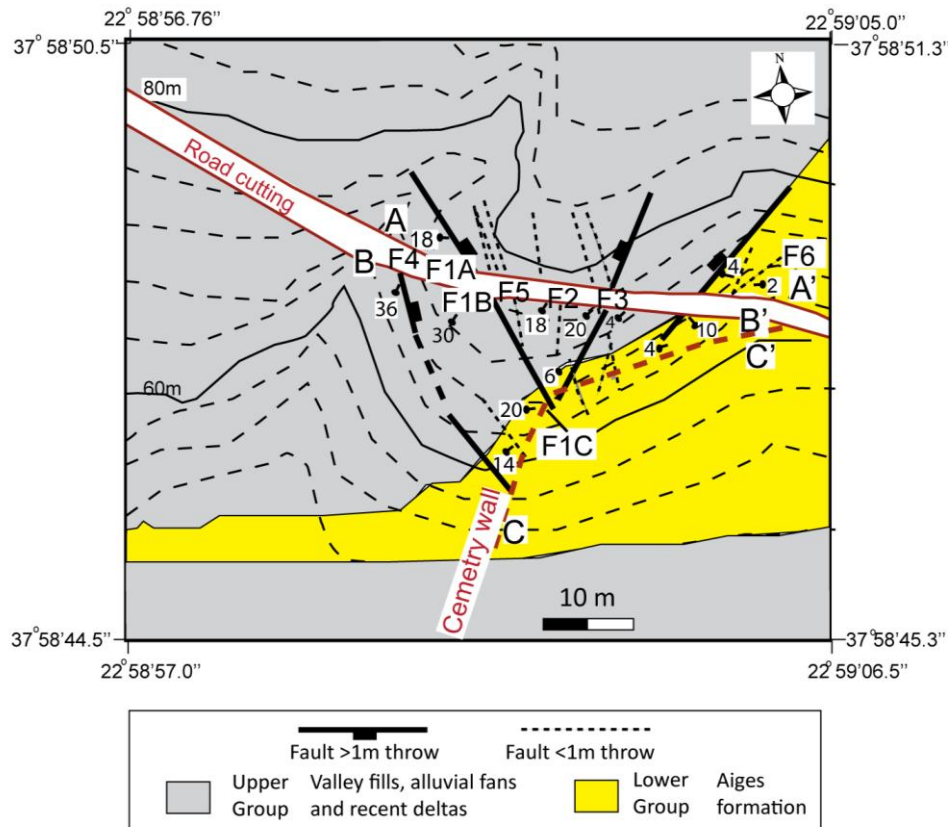 22°58'56.76"
22°59'05.0"
37°58'50.5"
37°58'51.3"
N
80m
Road cutting
A
18
4
F6
B
F4
F1A
2
A'
36
F1B
F5
F2
F3
30
18
20
4
10
B'
C'
4
60m
6
20
F1C
14
C
Cemetry wall
10 m
37°58'44.5"
37°58'45.3"
22°58'57.0"
22°59'06.5"
Fault >1m throw
Fault <1m throw
Upper Group
Valley fills, alluvial fans
and recent deltas
Lower Group
Aiges
formation